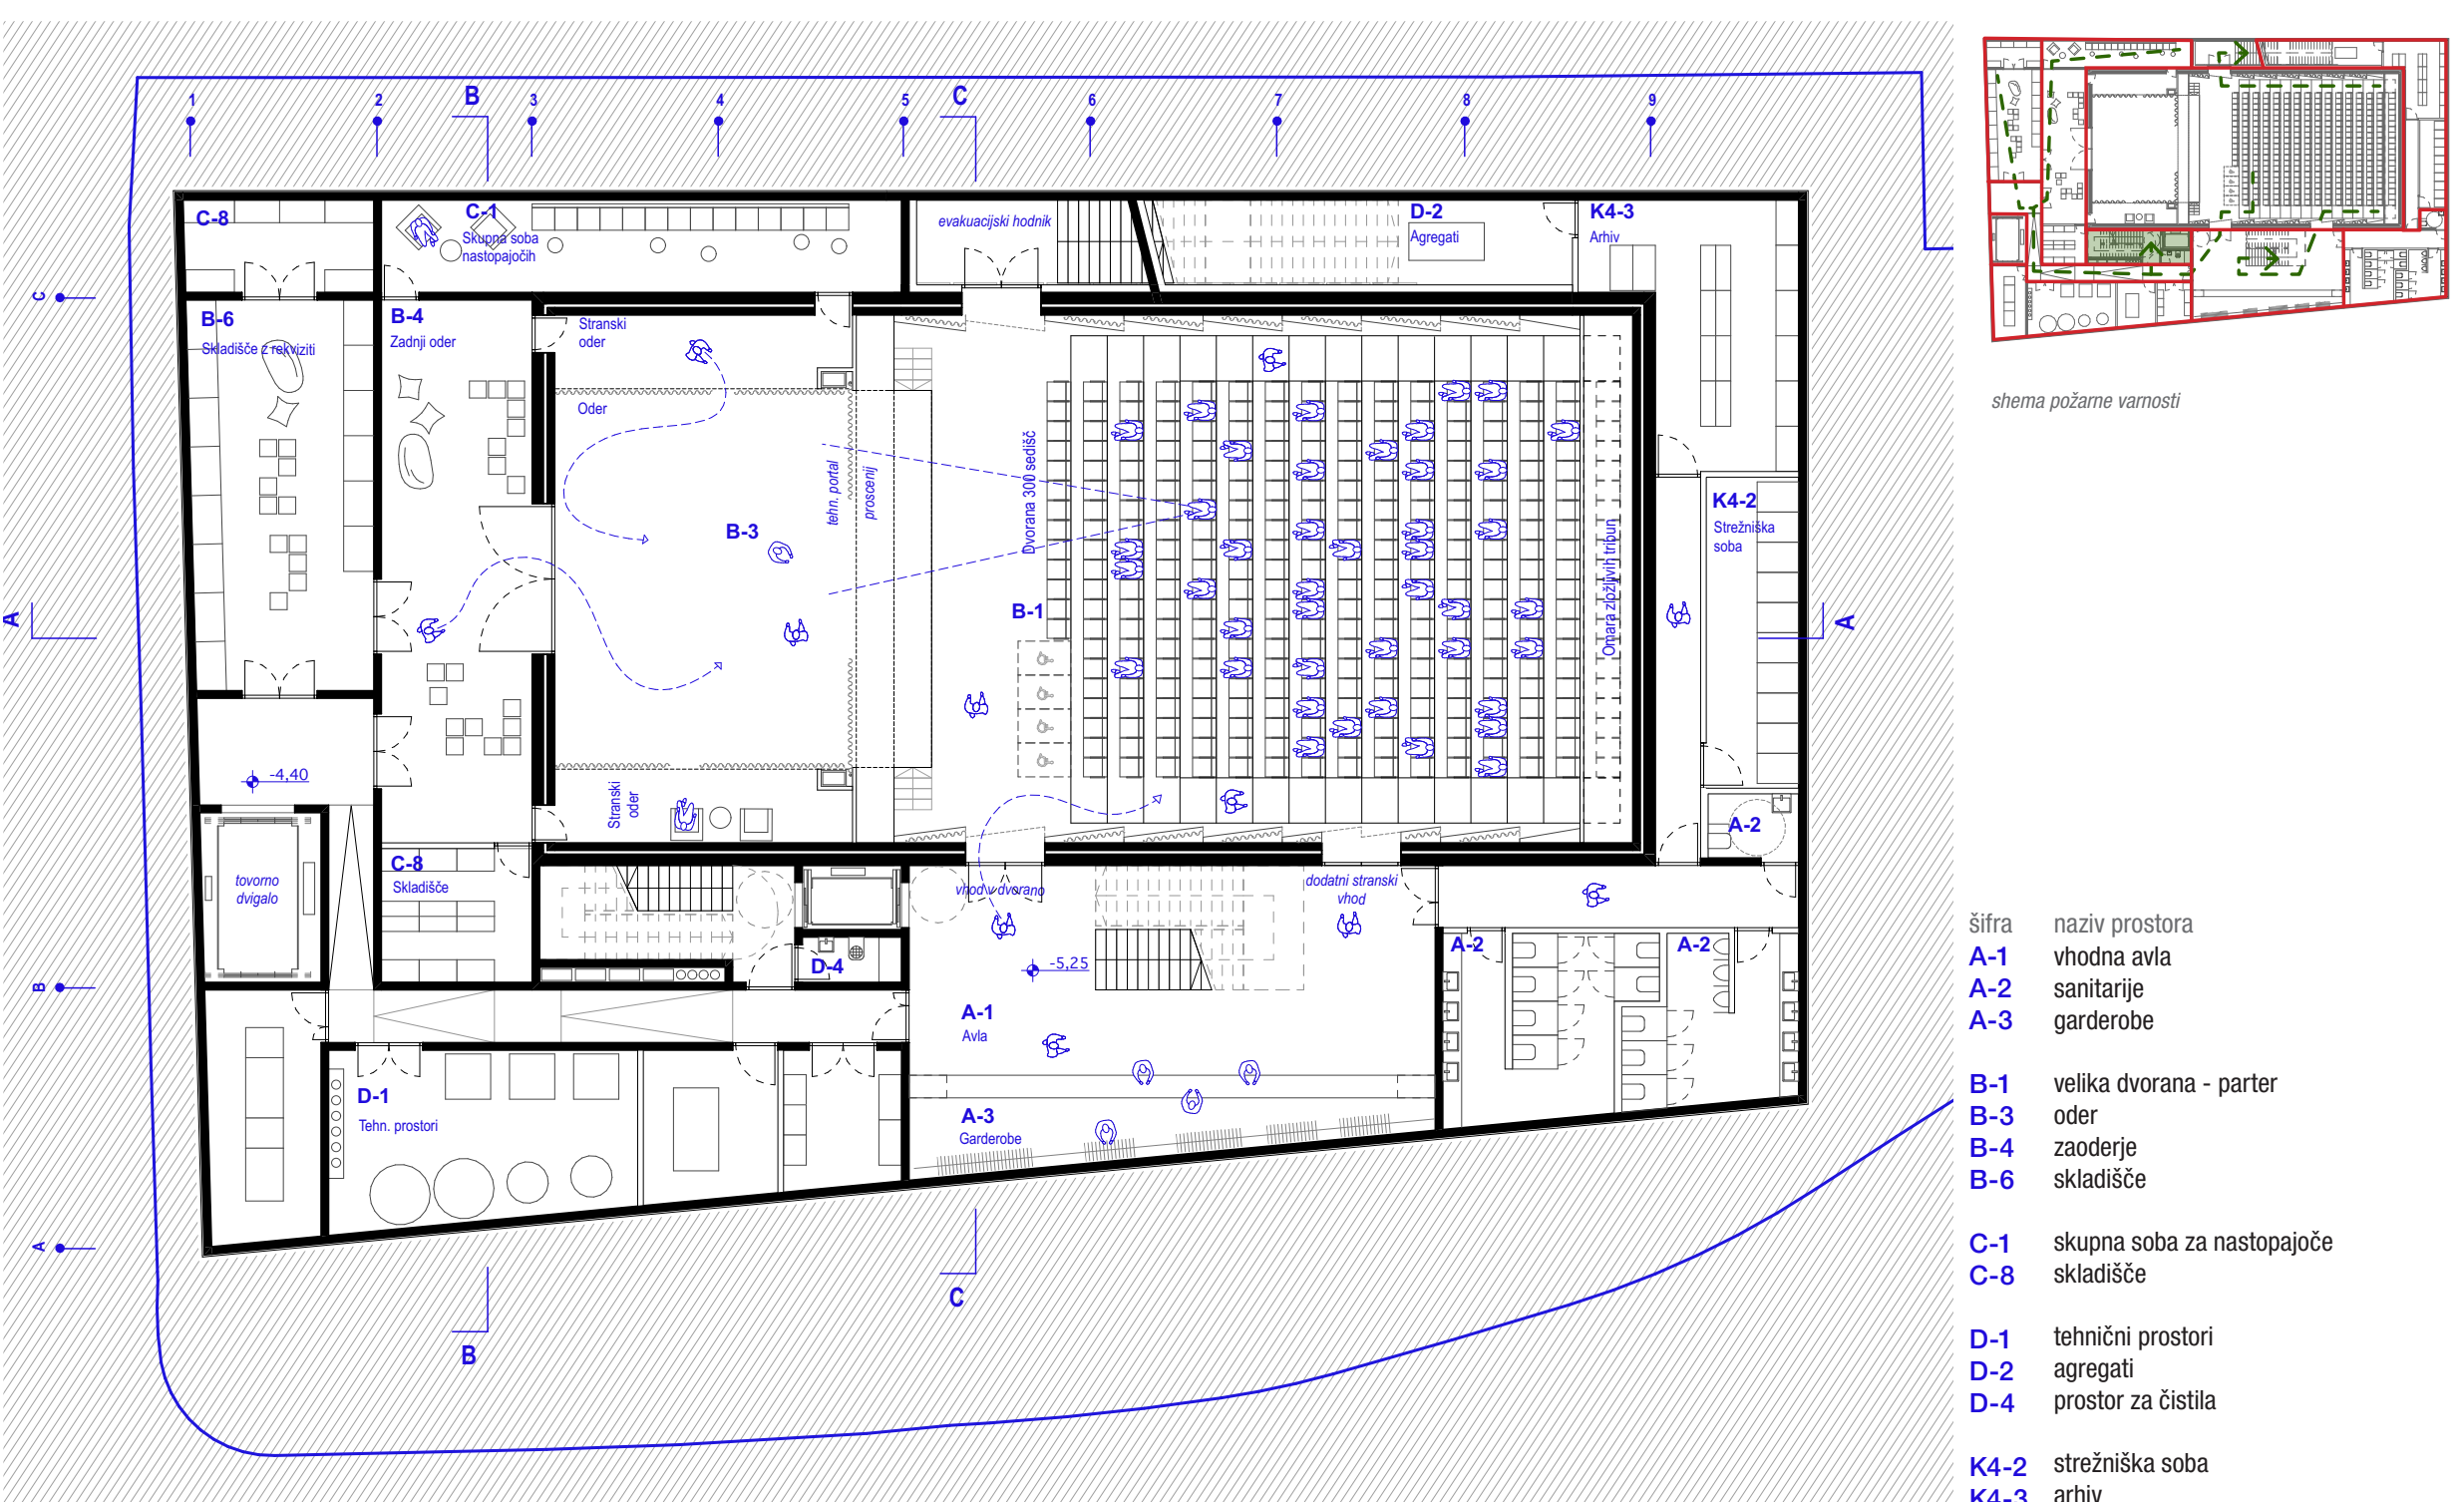 1
2
B
3
4
5
C
6
7
8
9
C-8
C-1
Skupna soba
nastopajočih
evakuacijski hodnik
D-2
Agregati
K4-3
Arhiv
C
B-6
Skladišče z rekviziti
B-4
Zadnji oder
Stranski
oder
Oder
shema požarne varnosti
tehn. portal
proscenij
Dvorana 300 sedišč
B-3
B-1
Omara zložljivih tribun
K4-2
Strežniška
soba
A
A
-4,40
Stranski
oder
A-2
tovorno
dvigalo
C-8
Skladišče
vhod v dvorano
dodatni stranski
vhod
D-4
A-2
A-2
-5,25
B
A-1
Avla
D-1
Tehn. prostori
A-3
Garderobe
A
C
B
šifra naziv prostora
A-1 vhodna avla
A-2 sanitarije
A-3 garderobe
B-1 velika dvorana - parter
B-3 oder
B-4 zaoderje
B-6 skladišče
C-1 skupna soba za nastopajoče
C-8 skladišče
D-1 tehnični prostori
D-2 agregati
D-4 prostor za čistila
K4-2 strežniška soba
K4-3 arhiv